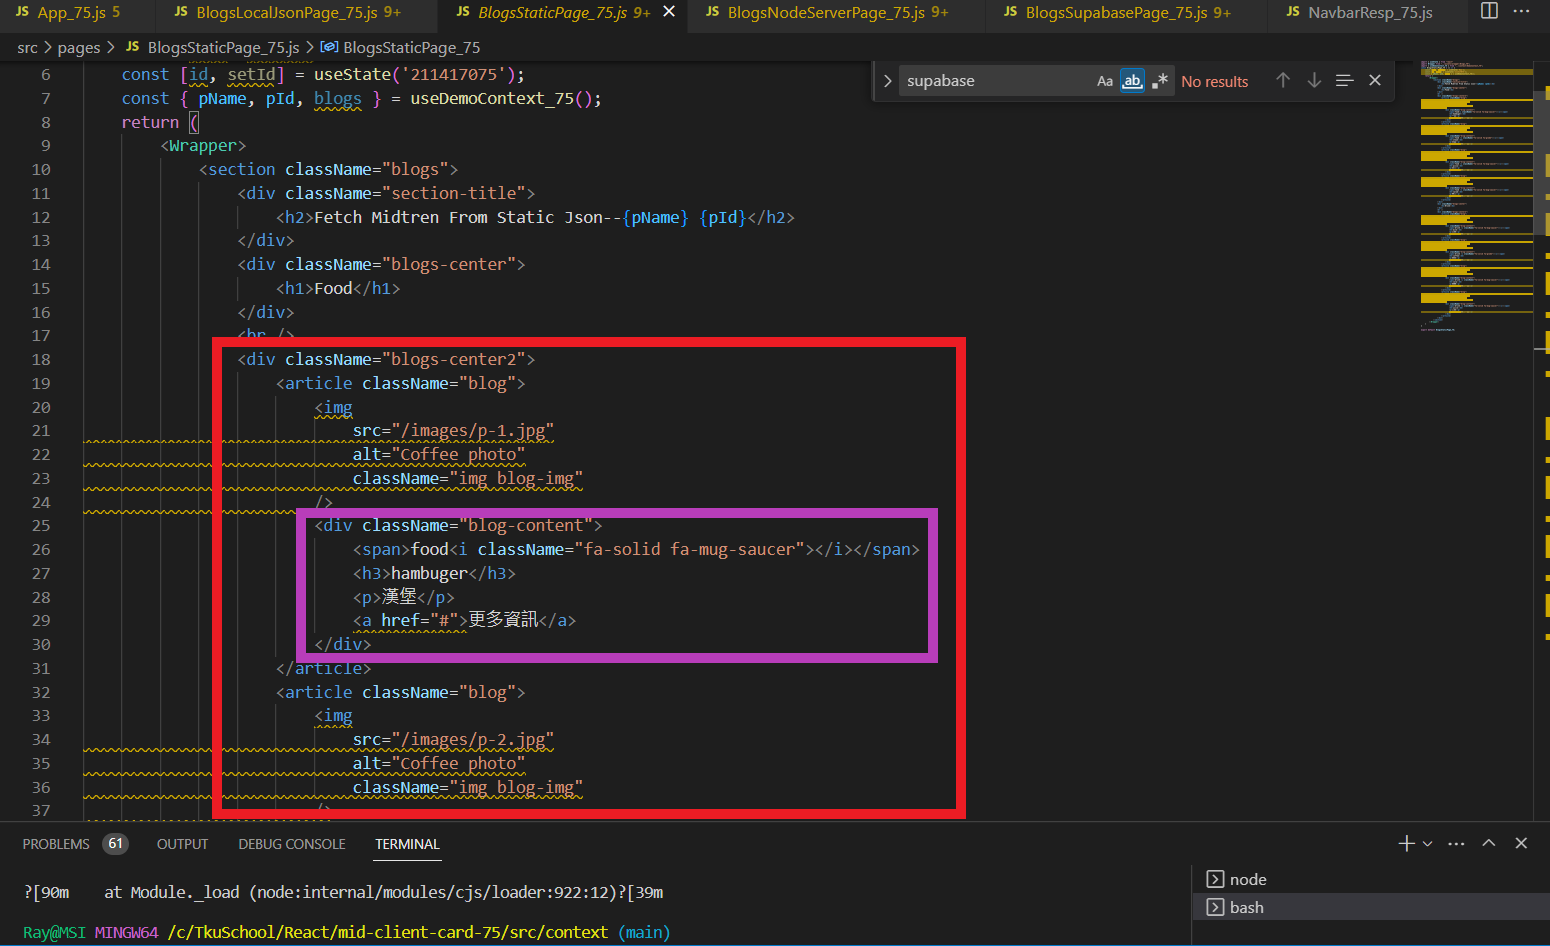 JS App_75.js 5 JS BlogsLocalJsonPage_75.js 9+ JS BlogsStaticPage_75.js 9+ JS BlogsNodeServerPage_75.js 9+ JS BlogsSupabasePage_75.js 9+ JS NavbarResp_75.js
src > pages > JS BlogsStaticPage_75.js > BlogsStaticPage_75
supabase Aa ab .* No results
6 const [id, setId] = useState('211417075');
7 const { pName, pId, blogs } = useDemoContext_75();
8 return (
9 <Wrapper>
10 <section className="blogs">
11 <div className="section-title">
12 <h2>Fetch Midtren From Static Json--{pName} {pId}</h2>
13 </div>
14 <div className="blogs-center">
15 <h1>Food</h1>
16 </div>
17 <br />
18 <div className="blogs-center2">
19 <article className="blog">
20 <img
21 src="/images/p-1.jpg"
22 alt="Coffee photo"
23 className="img blog-img"
24 />
25 <div className="blog-content">
26 <span>food<i className="fa-solid fa-mug-saucer"></i></span>
27 <h3>hambuger</h3>
28 <p>漢堡</p>
29 <a href="#">更多資訊</a>
30 </div>
31 </article>
32 <article className="blog">
33 <img
34 src="/images/p-2.jpg"
35 alt="Coffee photo"
36 className="img blog-img"
37 />
PROBLEMS 61 OUTPUT DEBUG CONSOLE TERMINAL
?[90m at Module._load (node:internal/modules/cjs/loader:922:12)?[39m
Ray@MSI MINGW64 /c/TkuSchool/React/mid-client-card-75/src/context (main)
node
bash